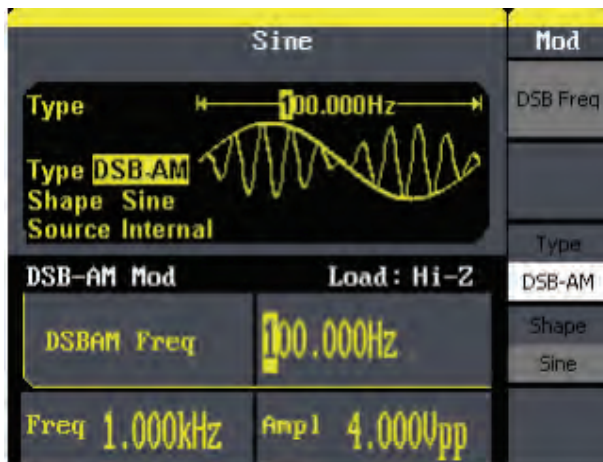 Sine
Mod
Type
100.000Hz
DSB Freq
Type DSB-AM
Shape Sine
Source Internal
Type
DSB-AM
DSB-AM Mod
Load: Hi-Z
Shape
Sine
DSBAM Freq
100.000Hz
Freq 1.000kHz
Ampl 4.000Vpp